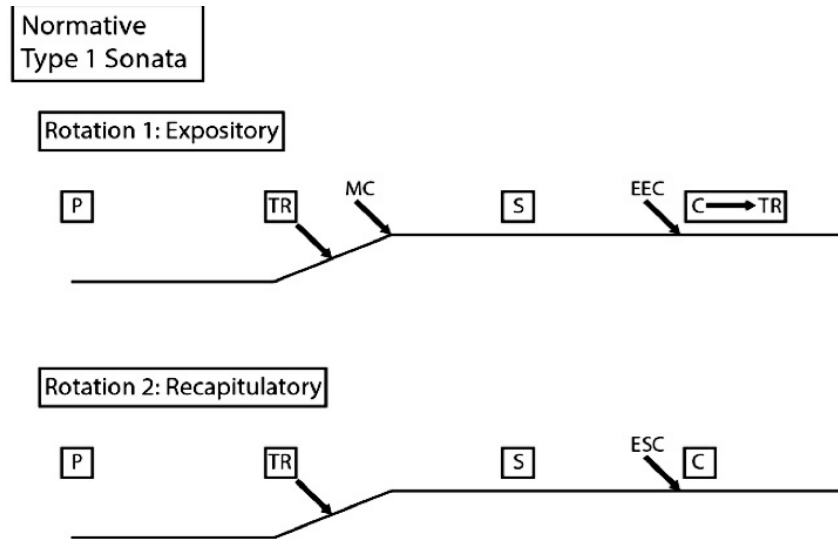 Normative
Type 1 Sonata
Rotation 1: Expository
P TR MC S EEC C TR
Rotation 2: Recapitulatory
P TR S ESC C